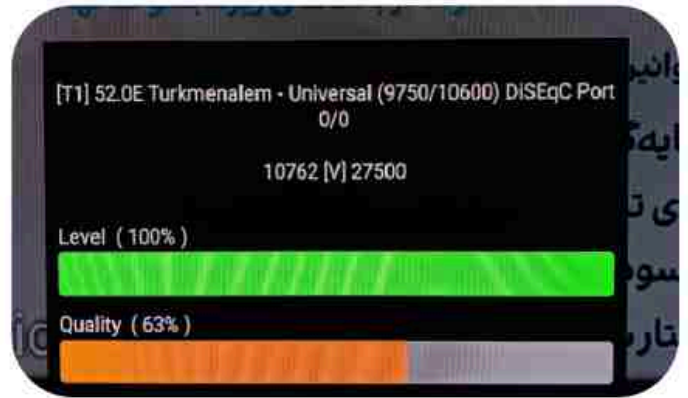 [T1] 52.0E Turkmenalem - Universal (9750/10600) DiSEqC Port
0/0
10762 [V] 27500
Level ( 100% )
Quality ( 63% )